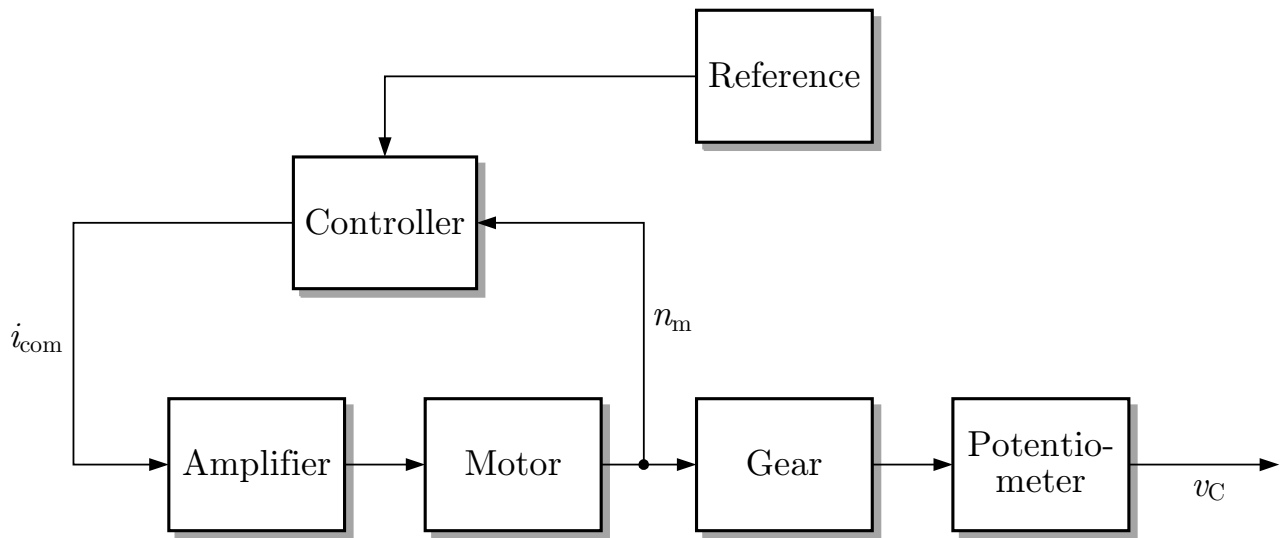 Reference
Controller
n_m
i_com
Amplifier
Motor
Gear
Potentio-
meter
v_C